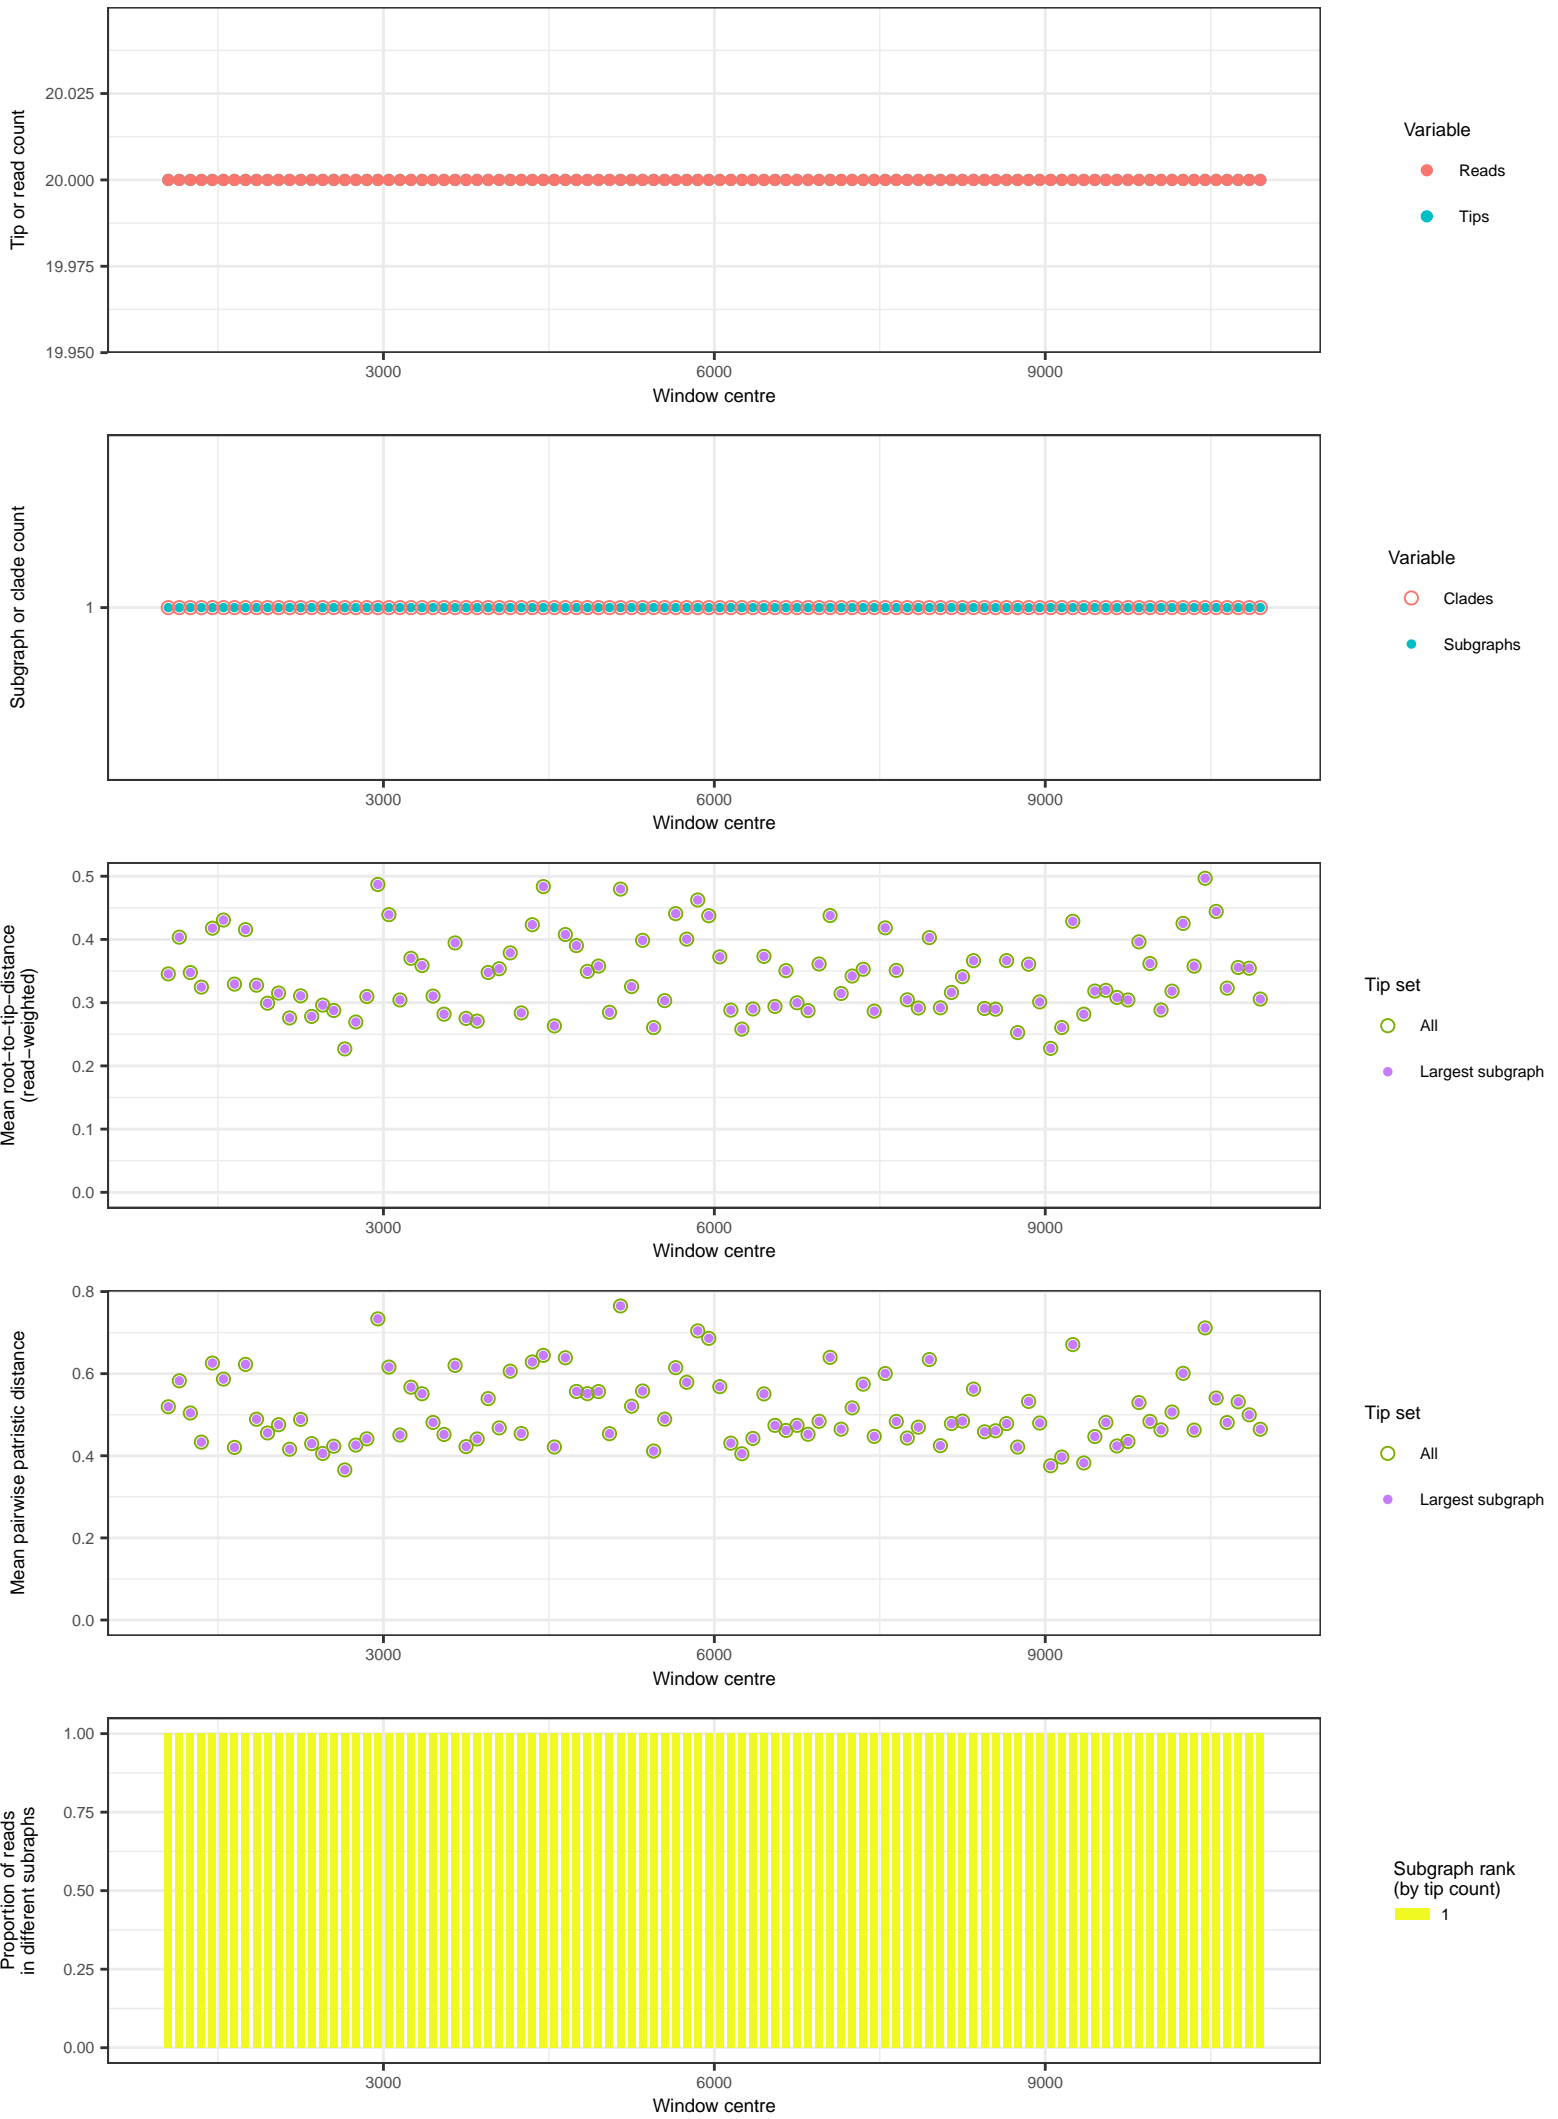 20.025
20.000
19.975
19.950
Tip or read count
3000 6000 9000
Window centre
Variable
Reads
Tips
1
Subgraph or clade count
3000 6000 9000
Window centre
Variable
Clades
Subgraphs
0.5
0.4
0.3
0.2
0.1
0.0
Mean root−to−tip−distance
(read−weighted)
3000 6000 9000
Window centre
Tip set
All
Largest subgraph
0.8
0.6
0.4
0.2
0.0
Mean pairwise patristic distance
3000 6000 9000
Window centre
Tip set
All
Largest subgraph
1.00
0.75
0.50
0.25
0.00
Proportion of reads
in different subraphs
3000 6000 9000
Window centre
Subgraph rank
(by tip count)
1